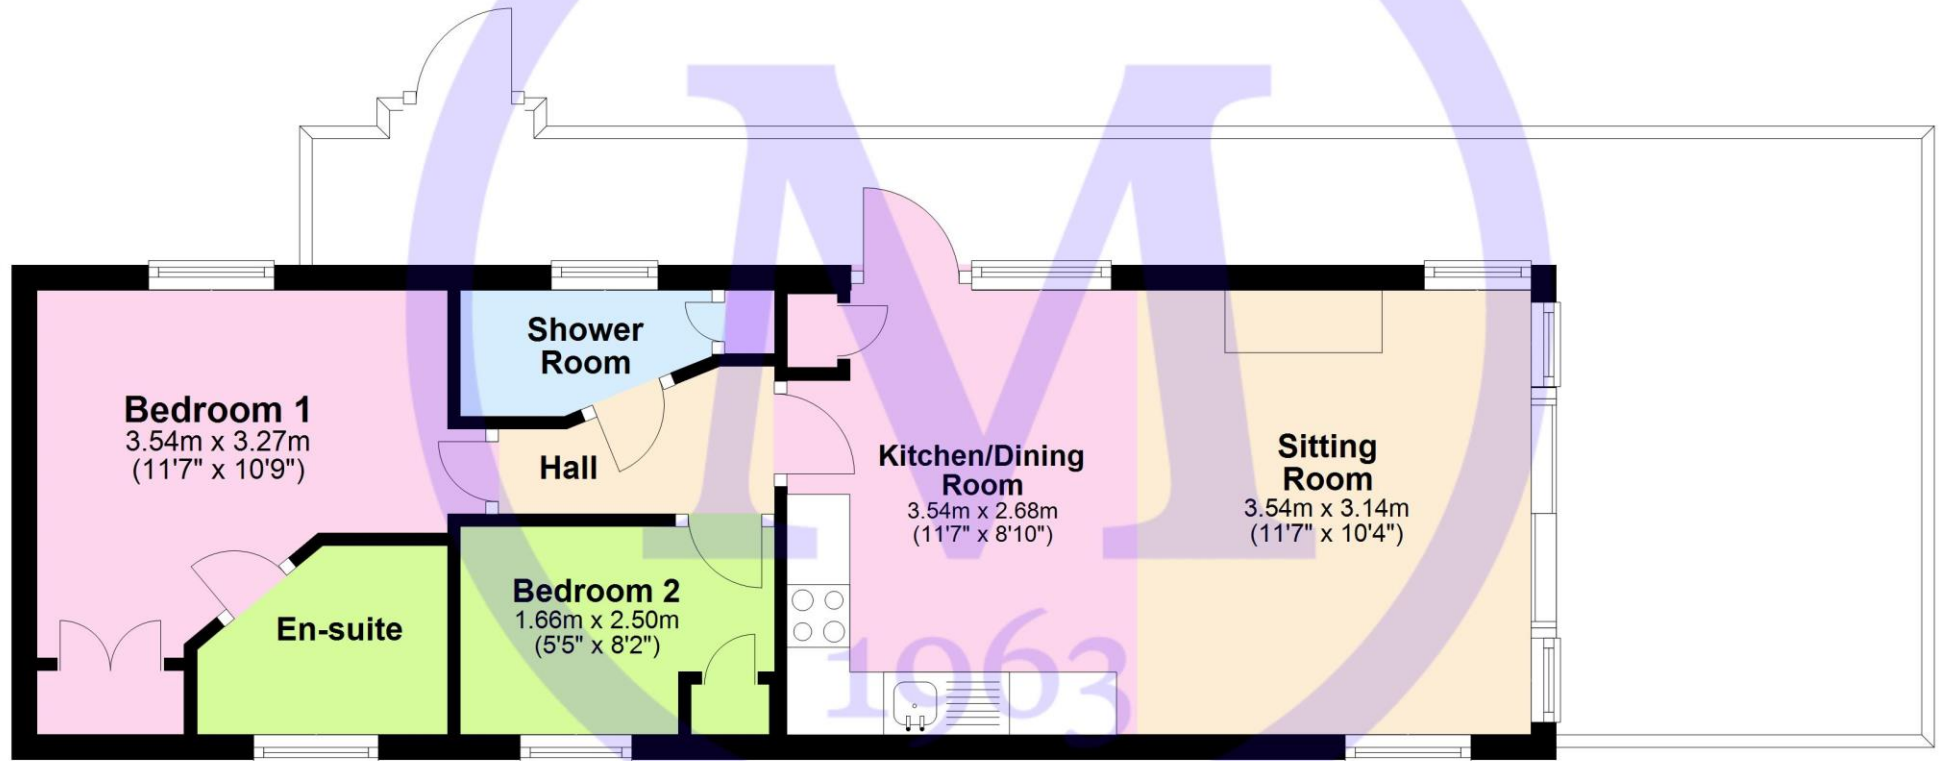 Shower
Room
Bedroom 1
3.54m x 3.27m
(11'7" x 10'9")
Hall
Kitchen/Dining
Room
3.54m x 2.68m
(11'7" x 8'10")
Sitting
Room
3.54m x 3.14m
(11'7" x 10'4")
En-suite
Bedroom 2
1.66m x 2.50m
(5'5" x 8'2")
M
1963